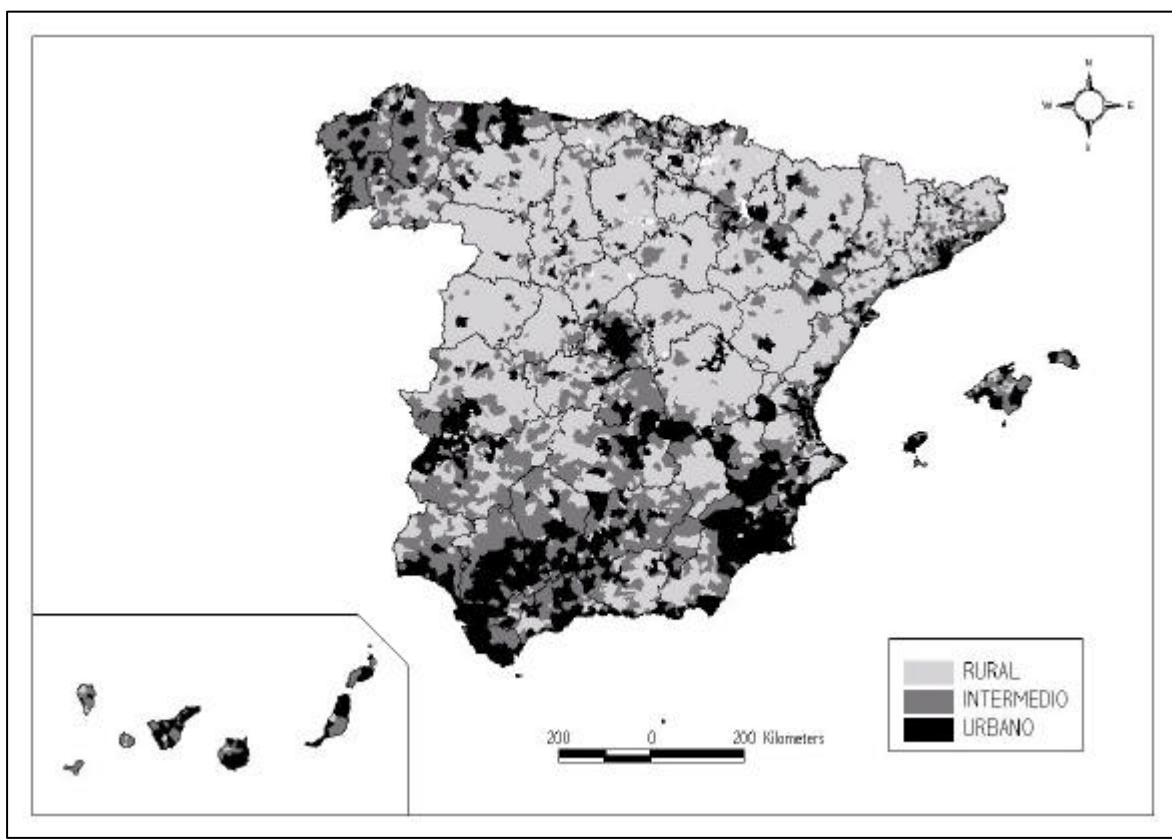 N
W E
RURAL
INTERMEDIO
URBANO
200 0 200 Kilometers